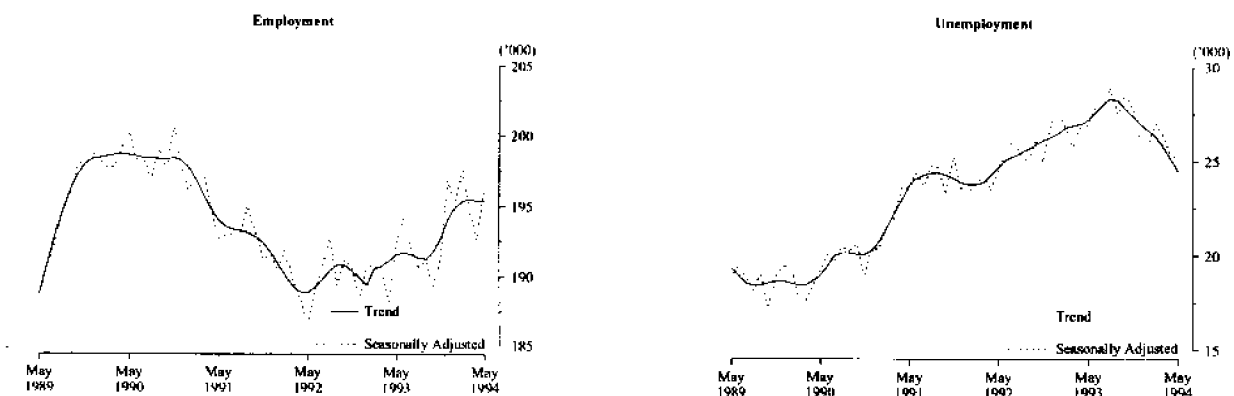 Employment
('000)
205
200
195
190
185
Trend
Seasonally Adjusted
May
1989
May
1990
May
1991
May
1992
May
1993
May
1994
Unemployment
('000)
30
25
20
15
Trend
Seasonally Adjusted
May
1989
May
1990
May
1991
May
1992
May
1993
May
1994